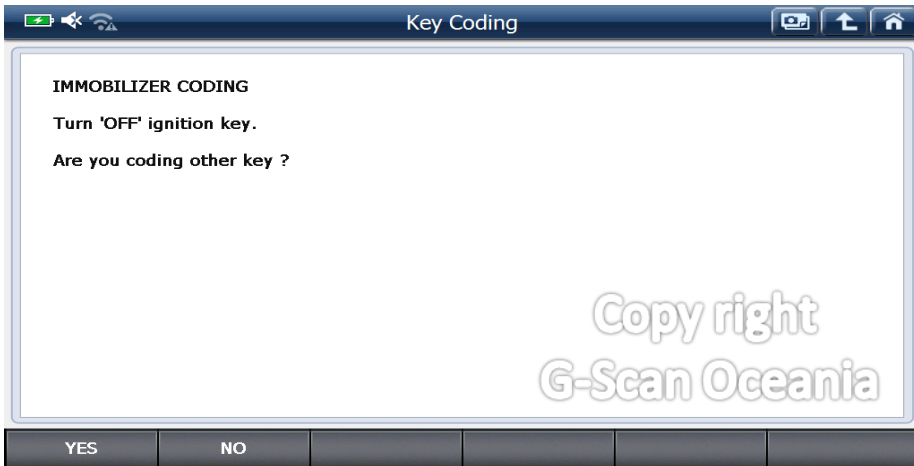 Key Coding
IMMOBILIZER CODING
Turn 'OFF' ignition key.
Are you coding other key ?
Copy right
G-Scan Oceania
YES NO